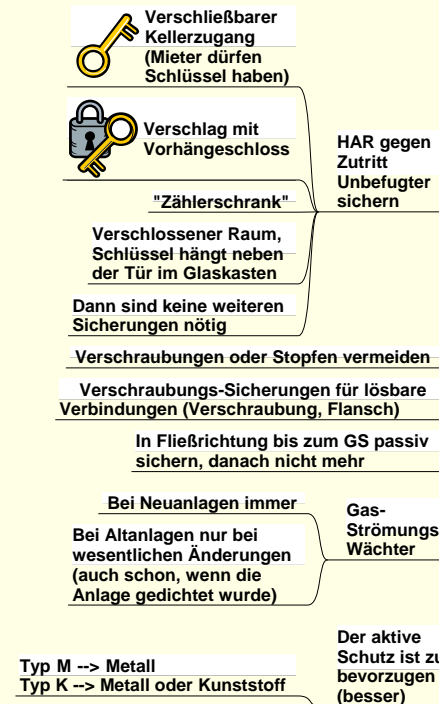 Verschließbarer
Kellerzugang
(Mieter dürfen
Schlüssel haben)
Verschlag mit
Vorhängeschloss
"Zählerschrank"
Verschlossener Raum,
Schlüssel hängt neben
der Tür im Glaskasten
Dann sind keine weiteren
Sicherungen nötig
HAR gegen
Zutritt
Unbefugter
sichern
Verschraubungen oder Stopfen vermeiden
Verschraubungs-Sicherungen für lösbare
Verbindungen (Verschraubung, Flansch)
In Fließrichtung bis zum GS passiv
sichern, danach nicht mehr
Bei Neuanlagen immer
Bei Altanlagen nur bei
wesentlichen Änderungen
(auch schon, wenn die
Anlage gedichtet wurde)
Gas-
Strömungs
Wächter
Typ M --> Metall
Typ K --> Metall oder Kunststoff
Der aktive
Schutz ist zu
bevorzugen
(besser)